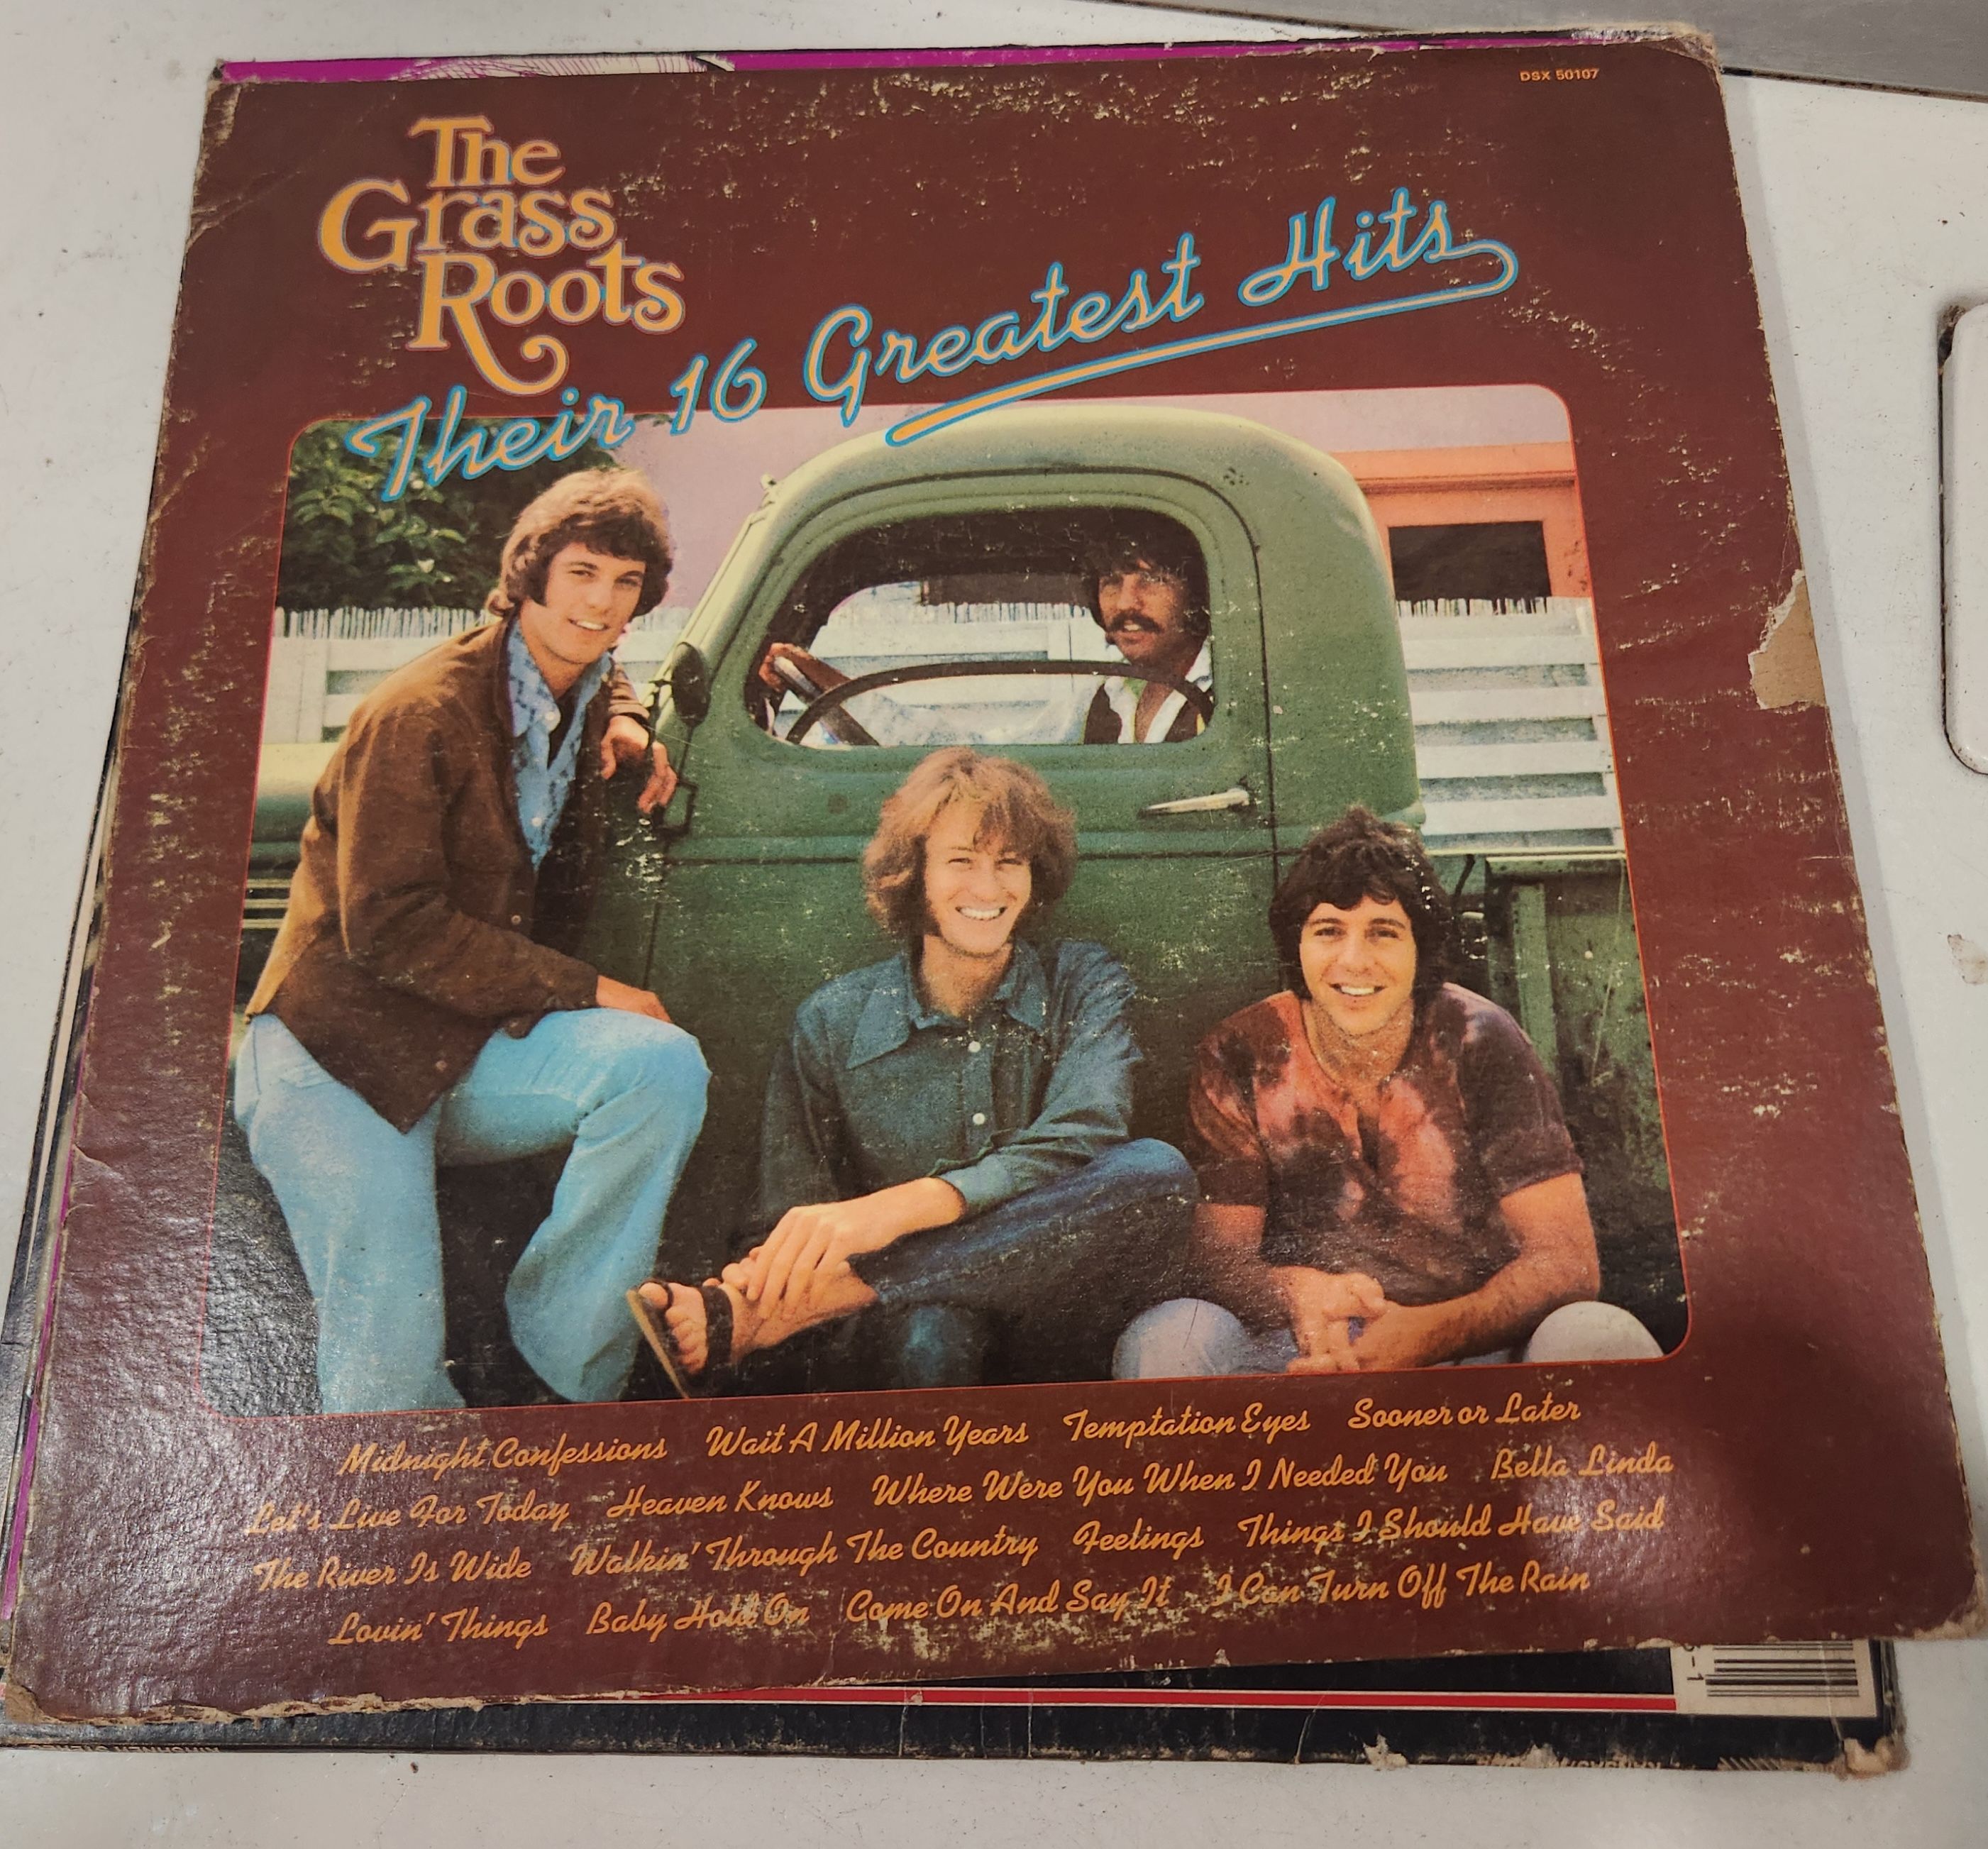 DSX 50107
The
Grass
Roots
Their 16 Greatest Hits
Midnight Confessions Wait A Million Years Temptation Eyes Sooner or Later
Let's Live For Today Heaven Knows Where Were You When I Needed You Bella Linda
The River Is Wide Walkin' Through The Country Feelings Things I Should Have Said
Lovin' Things Baby Hold On Come On And Say It I Can Turn Off The Rain